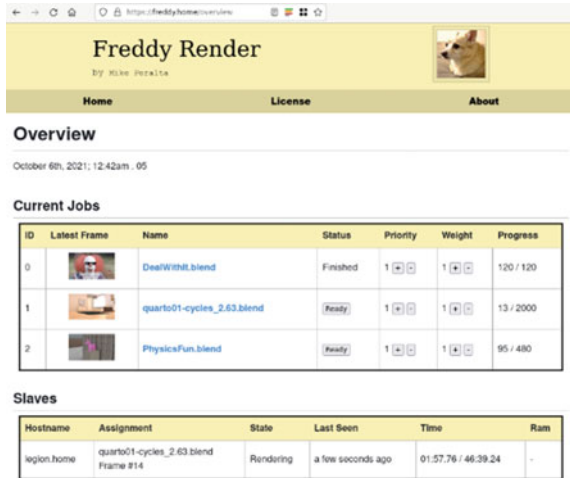 https://freddy.home/overview
Freddy Render
by Mike Peralta
Home License About
Overview
October 6th, 2021; 12:42am . 05
Current Jobs
ID Latest Frame Name Status Priority Weight Progress
0 DealWithIt.blend Finished 1 + - 1 + - 120 / 120
1 quarto01-cycles_2.63.blend Ready 1 + - 1 + - 13 / 2000
2 PhysicsFun.blend Ready 1 + - 1 + - 95 / 480
Slaves
Hostname Assignment State Last Seen Time Ram
legion.home quarto01-cycles_2.63.blend Rendering a few seconds ago 01:57.76 / 46:39.24 -
Frame #14